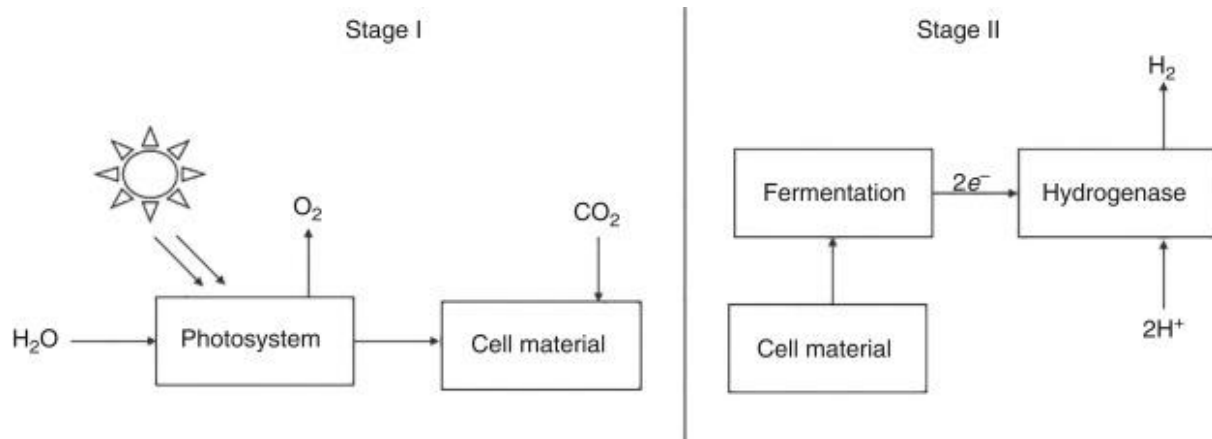 Stage I
Stage II
H₂
Fermentation
2e⁻
Hydrogenase
O₂
CO₂
H₂O
Photosystem
Cell material
Cell material
2H⁺